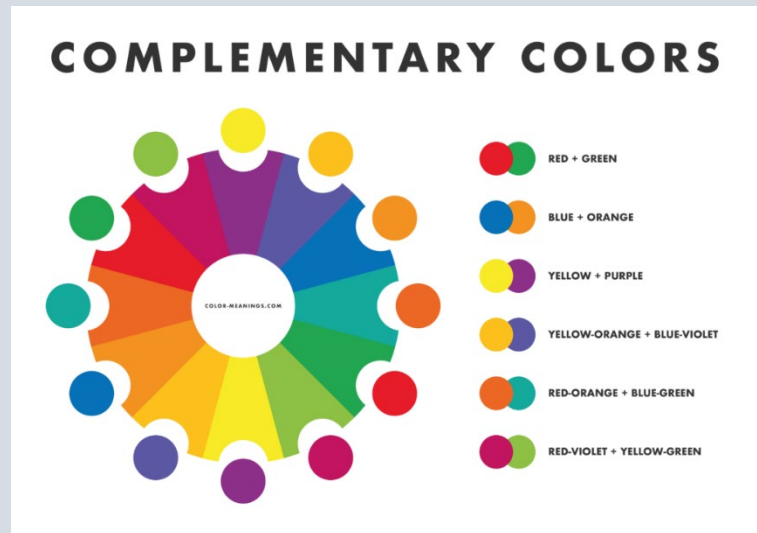 COMPLEMENTARY COLORS
RED + GREEN
BLUE + ORANGE
YELLOW + PURPLE
COLOR-MEANINGS.COM
YELLOW-ORANGE + BLUE-VIOLET
RED-ORANGE + BLUE-GREEN
RED-VIOLET + YELLOW-GREEN